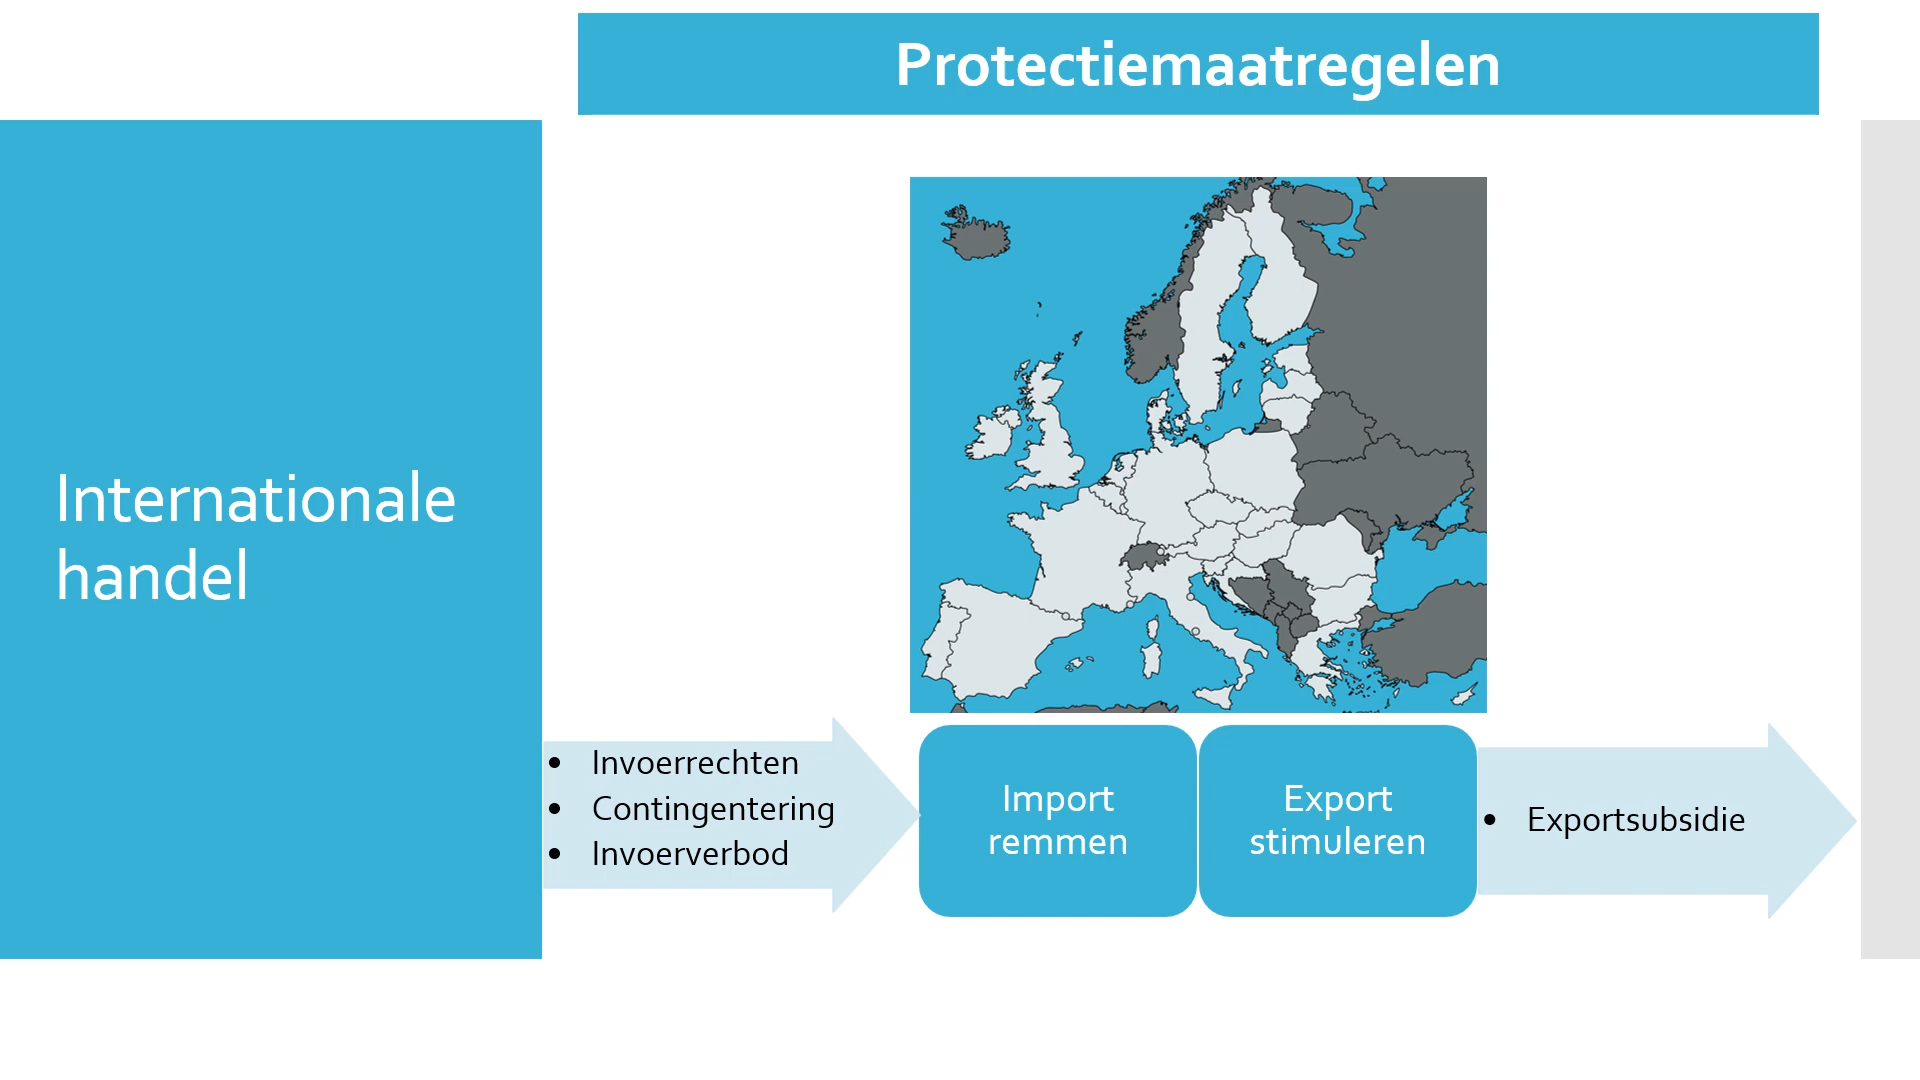 Protectiemaatregelen
Internationale
handel
• Invoerrechten
• Contingentering
• Invoerverbod
Import
remmen
Export
stimuleren
• Exportsubsidie